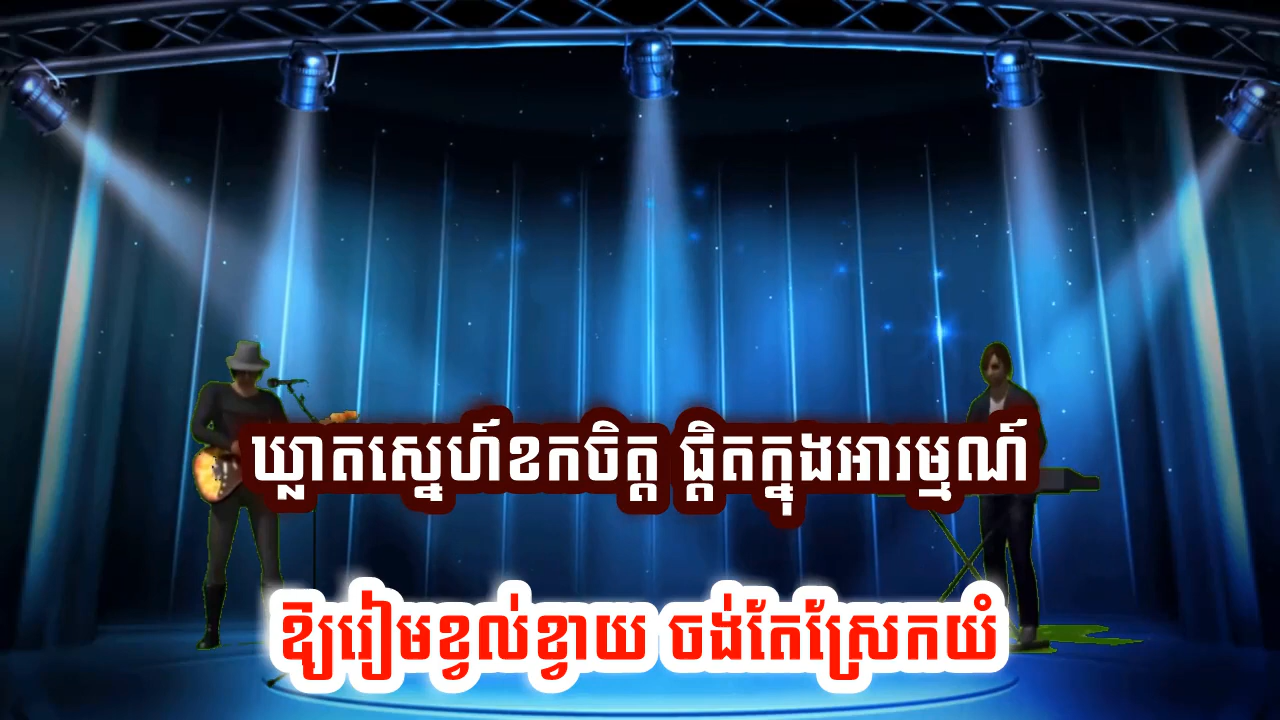 ឃ្លាតស្នេហ៍ខកចិត្ត ផ្ដិតក្នុងអារម្មណ៍
ឱ្យរៀមខ្វល់ខ្វាយ ចង់តែស្រែកយំ